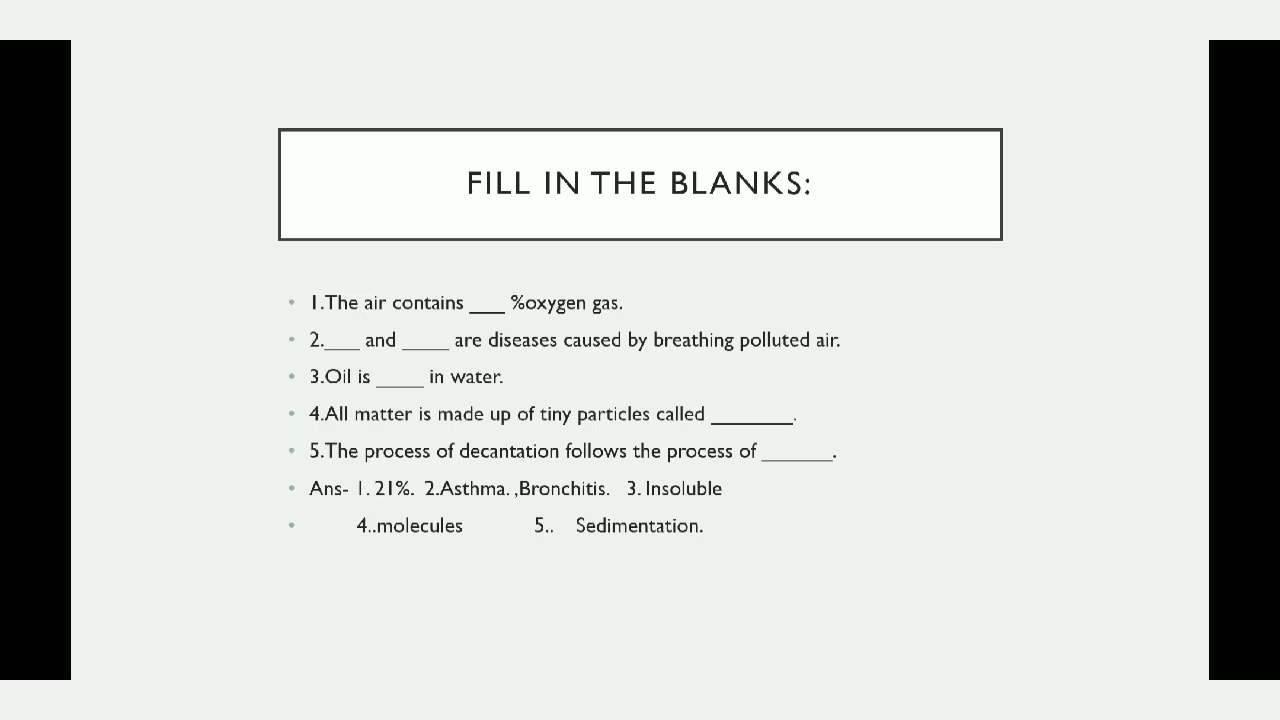 FILL IN THE BLANKS:
• 1.The air contains ___ %oxygen gas.
• 2.___ and ____ are diseases caused by breathing polluted air.
• 3.Oil is ____ in water.
• 4.All matter is made up of tiny particles called _______.
• 5.The process of decantation follows the process of ______.
• Ans- 1. 21%. 2.Asthma. ,Bronchitis. 3. Insoluble
• 4..molecules 5.. Sedimentation.